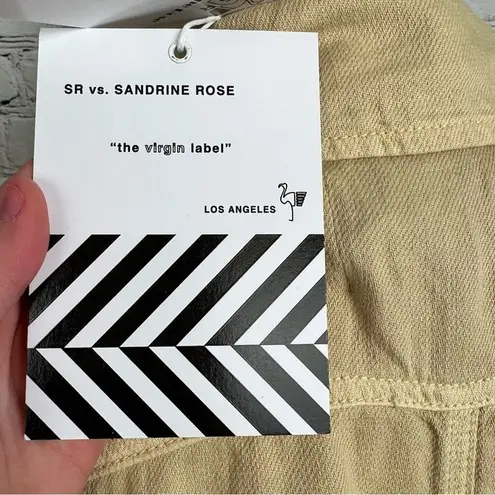 SR vs. SANDRINE ROSE
"the virgin label"
LOS ANGELES